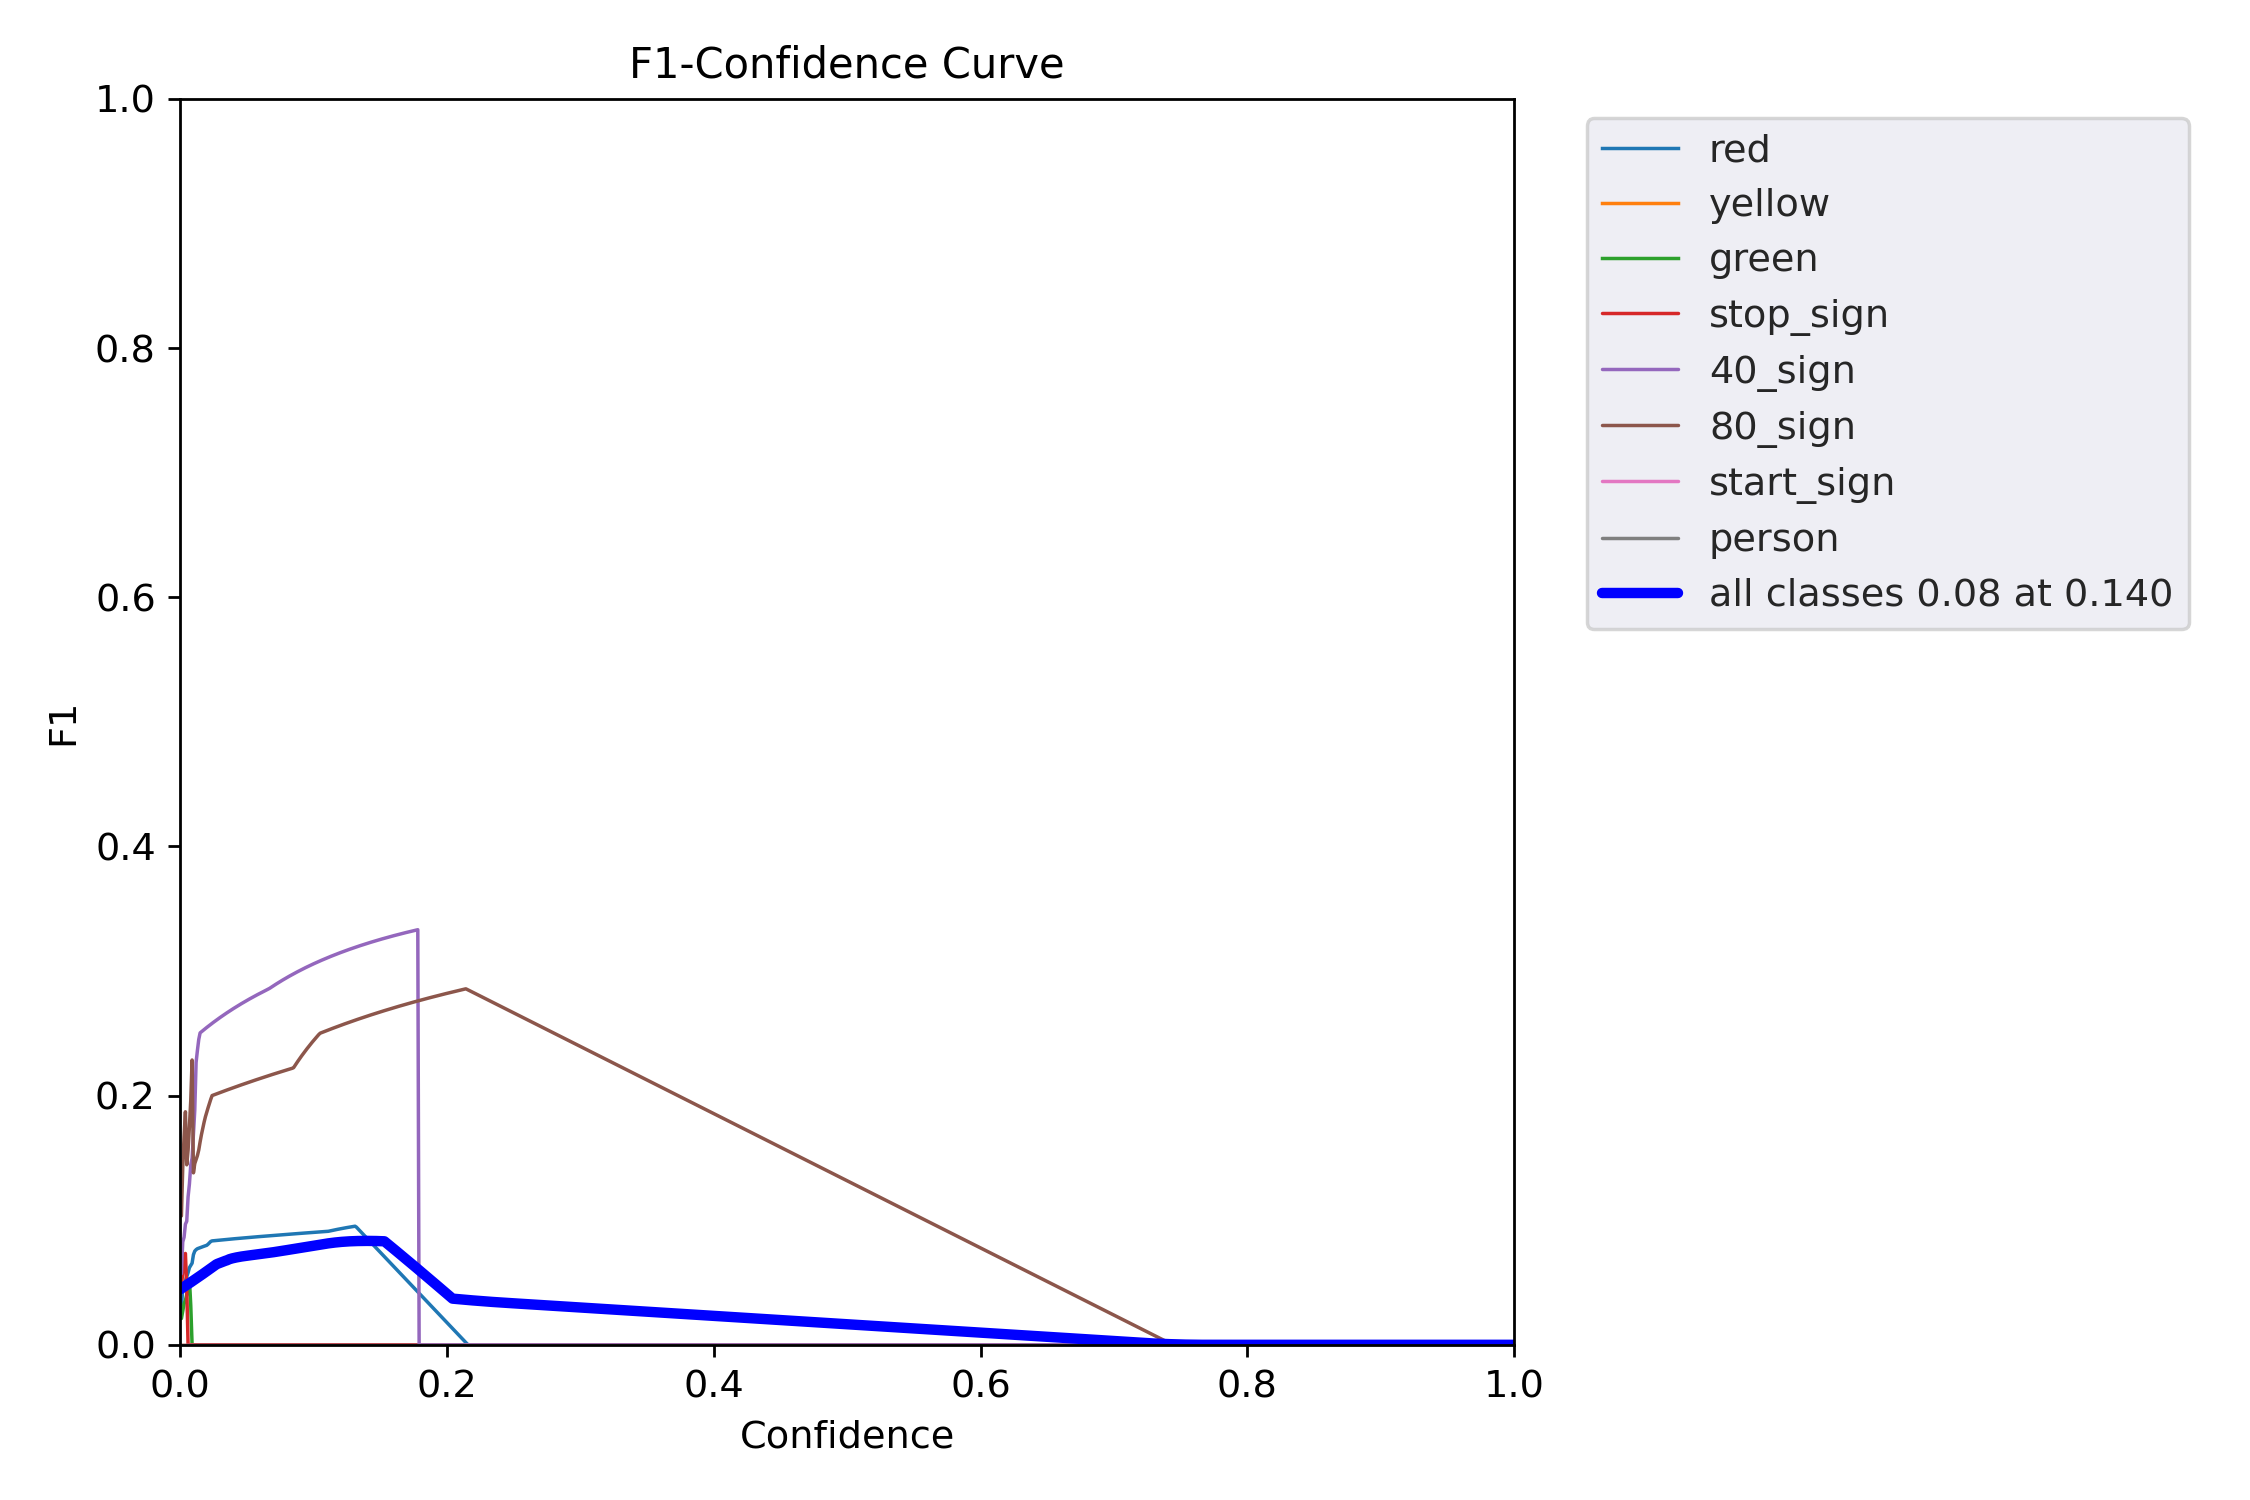 F1-Confidence Curve
1.0
0.8
0.6
0.4
0.2
0.0
F1
0.0 0.2 0.4 0.6 0.8 1.0
Confidence
red
yellow
green
stop_sign
40_sign
80_sign
start_sign
person
all classes 0.08 at 0.140